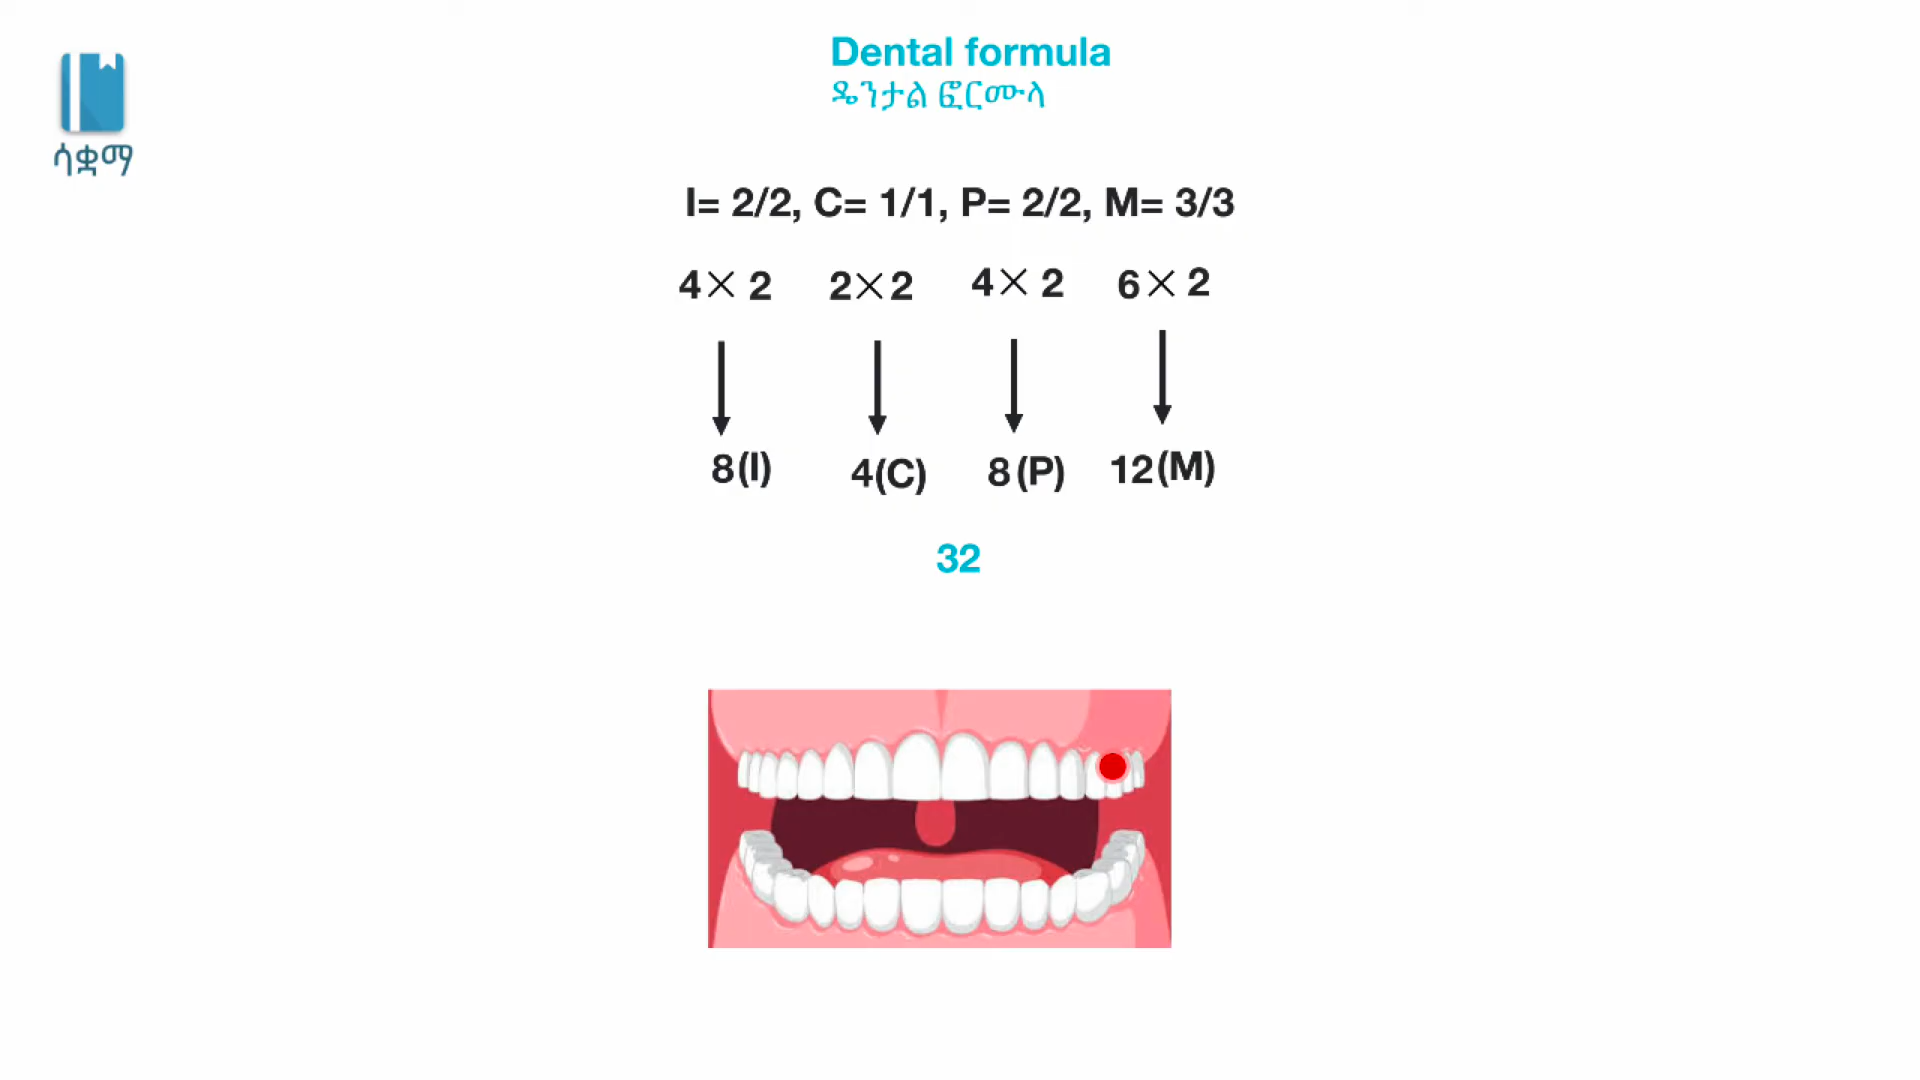 Dental formula
ዴንታል ፎርሙላ
ሳቋማ
I= 2/2, C= 1/1, P= 2/2, M= 3/3
4× 2 2×2 4× 2 6× 2
8(I) 4(C) 8(P) 12(M)
32